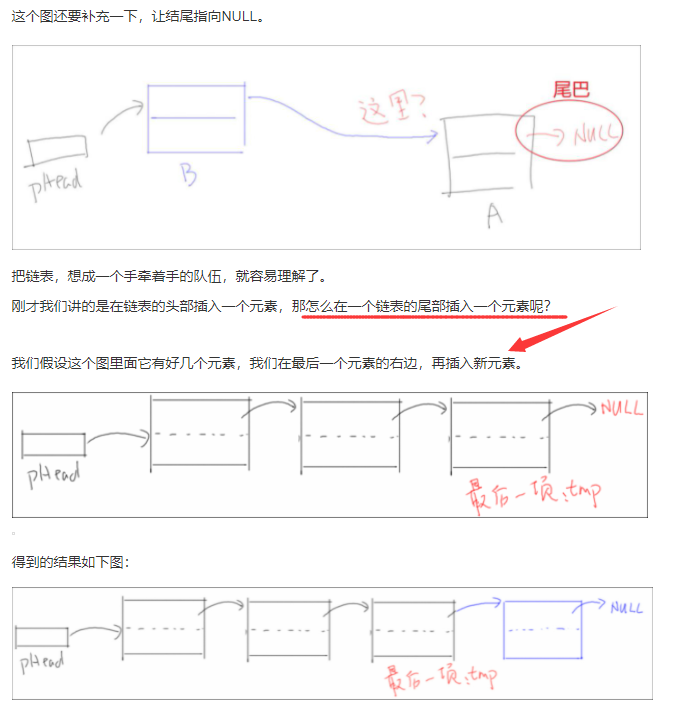 这个图还要补充一下，让结尾指向NULL。
尾巴
这里?
NULL
pHead
B
A
把链表，想成一个手牵着手的队伍，就容易理解了。
刚才我们讲的是在链表的头部插入一个元素，那怎么在一个链表的尾部插入一个元素呢?
我们假设这个图里面它有好几个元素，我们在最后一个元素的右边，再插入新元素。
NULL
pHead
最后一项:tmp
得到的结果如下图：
NULL
pHead
最后一项:tmp